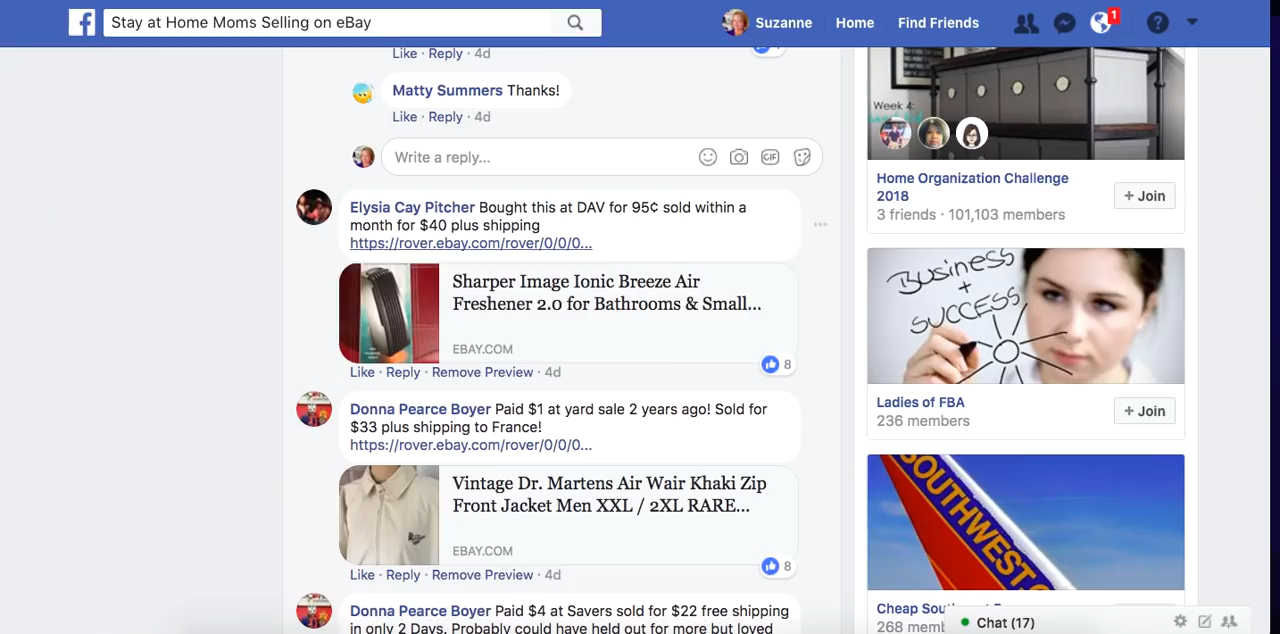 Stay at Home Moms Selling on eBay
Suzanne Home Find Friends 1
Like · Reply · 4d
Matty Summers Thanks!
Like · Reply · 4d
Write a reply...
GIF
Elysia Cay Pitcher Bought this at DAV for 95¢ sold within a
month for $40 plus shipping
https://rover.ebay.com/rover/0/0/0...
Sharper Image Ionic Breeze Air
Freshener 2.0 for Bathrooms & Small...
EBAY.COM
8
Like · Reply · Remove Preview · 4d
Donna Pearce Boyer Paid $1 at yard sale 2 years ago! Sold for
$33 plus shipping to France!
https://rover.ebay.com/rover/0/0/0...
Vintage Dr. Martens Air Wair Khaki Zip
Front Jacket Men XXL / 2XL RARE...
EBAY.COM
8
Like · Reply · Remove Preview · 4d
Donna Pearce Boyer Paid $4 at Savers sold for $22 free shipping
in only 2 Days. Probably could have held out for more but loved
Week 4:
Home Organization Challenge
2018
+ Join
3 friends · 101,103 members
BUSINESS
+
SUCCESS
Ladies of FBA
+ Join
236 members
SOUTHWEST.CO
Cheap
268
Chat (17)